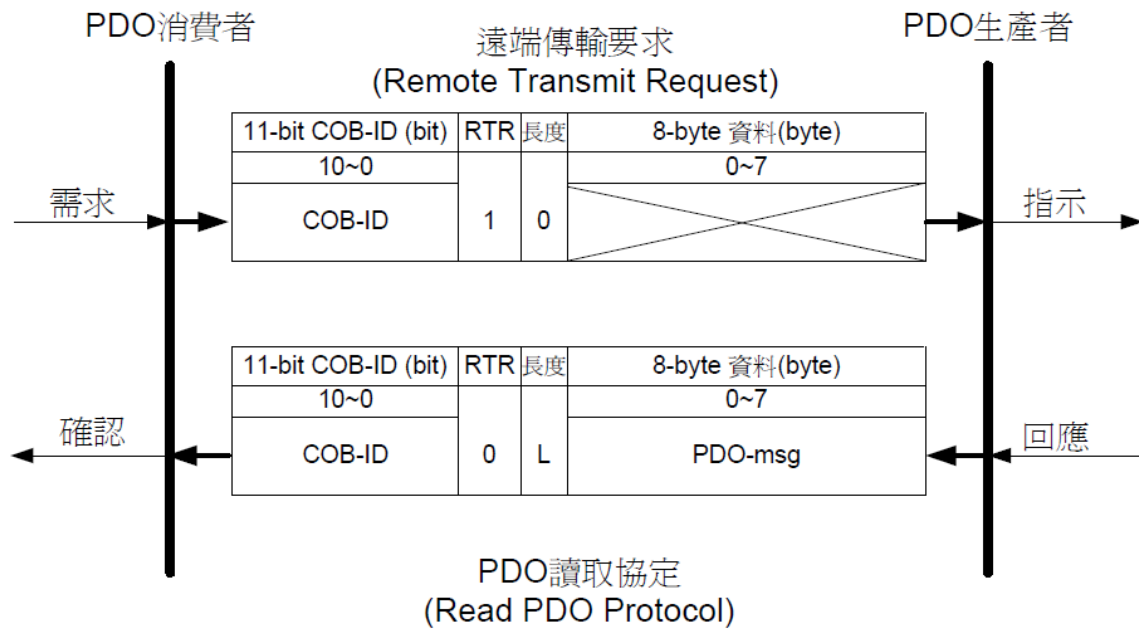 PDO消費者
PDO生產者
遠端傳輸要求
(Remote Transmit Request)
11-bit COB-ID (bit) RTR 長度 8-byte 資料(byte)
10~0 0~7
需求 COB-ID 1 0 指示
11-bit COB-ID (bit) RTR 長度 8-byte 資料(byte)
10~0 0~7
確認 COB-ID 0 L PDO-msg 回應
PDO讀取協定
(Read PDO Protocol)